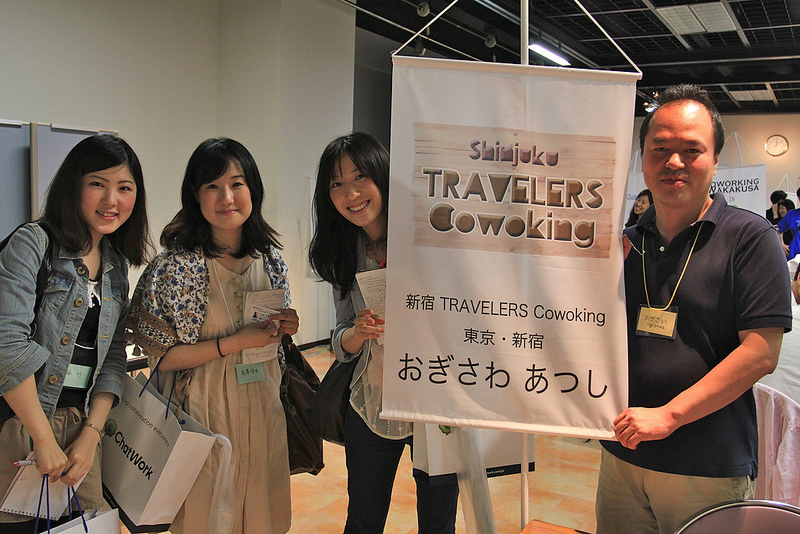 Shinjuku
TRAVELERS
Cowoking
新宿 TRAVELERS Cowoking
東京・新宿
おぎさわ あつし
ChatWork
COWORKING
WAKAKUSA